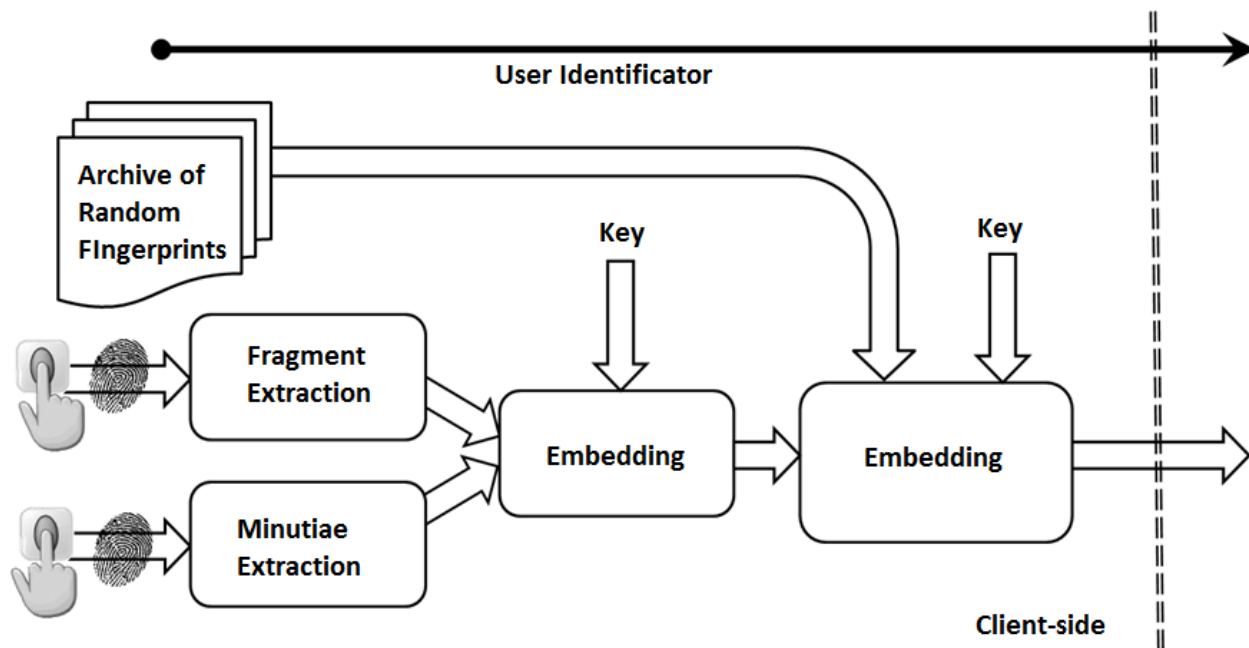 User Identificator
Archive of
Random
FIngerprints
Key
Key
Fragment
Extraction
Embedding
Embedding
Minutiae
Extraction
Client-side